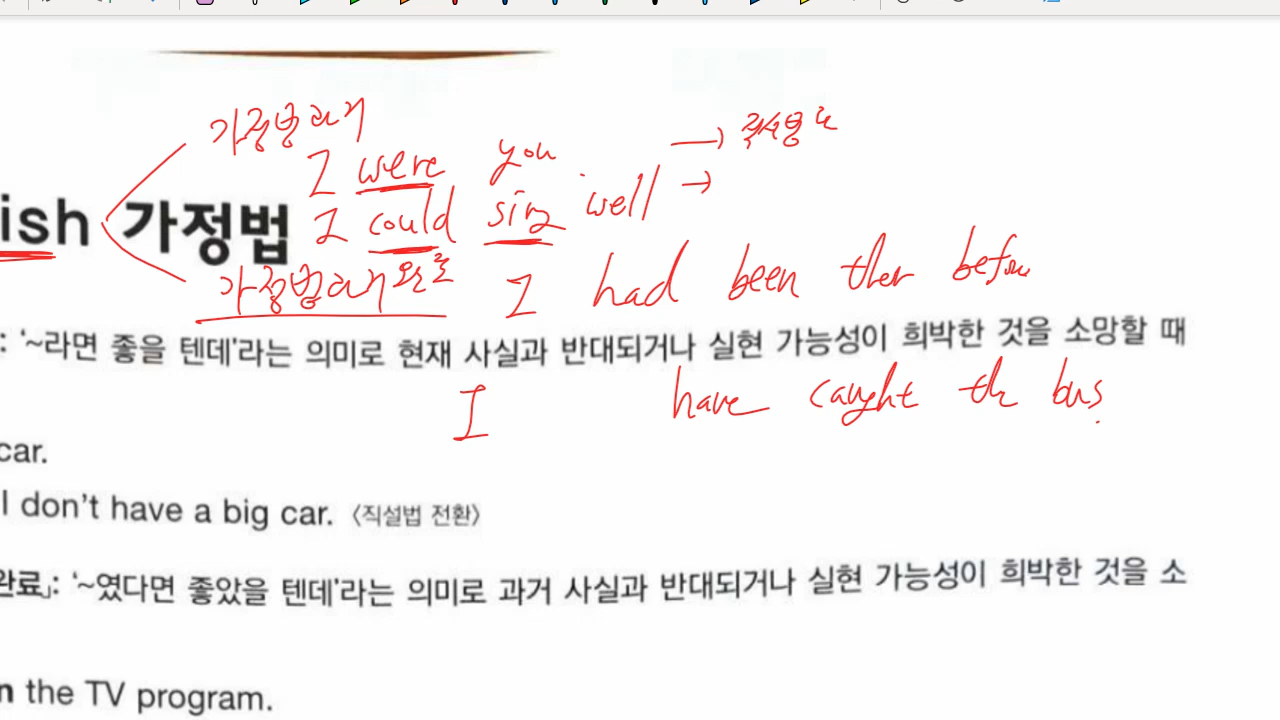 가정법 과거
I were you → 직설법
I could sing well →
ish 가정법
가정법 과거완료 I had been ther before
: ‘~라면 좋을 텐데’라는 의미로 현재 사실과 반대되거나 실현 가능성이 희박한 것을 소망할 때
I have caught the bus.
car.
I don’t have a big car. 〈직설법 전환〉
완료」: ‘~였다면 좋았을 텐데’라는 의미로 과거 사실과 반대되거나 실현 가능성이 희박한 것을 소
n the TV program.